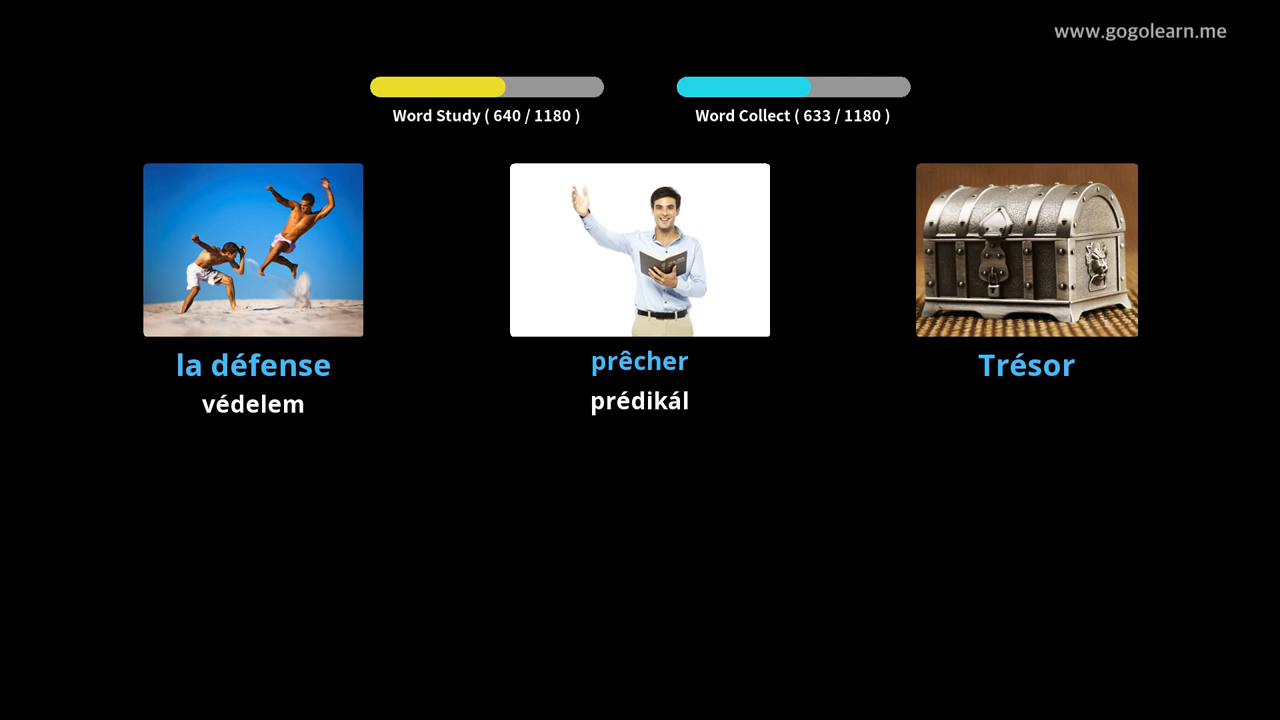 www.gogolearn.me
Word Study ( 640 / 1180 )
Word Collect ( 633 / 1180 )
la défense
védelem
prêcher
prédikál
Trésor